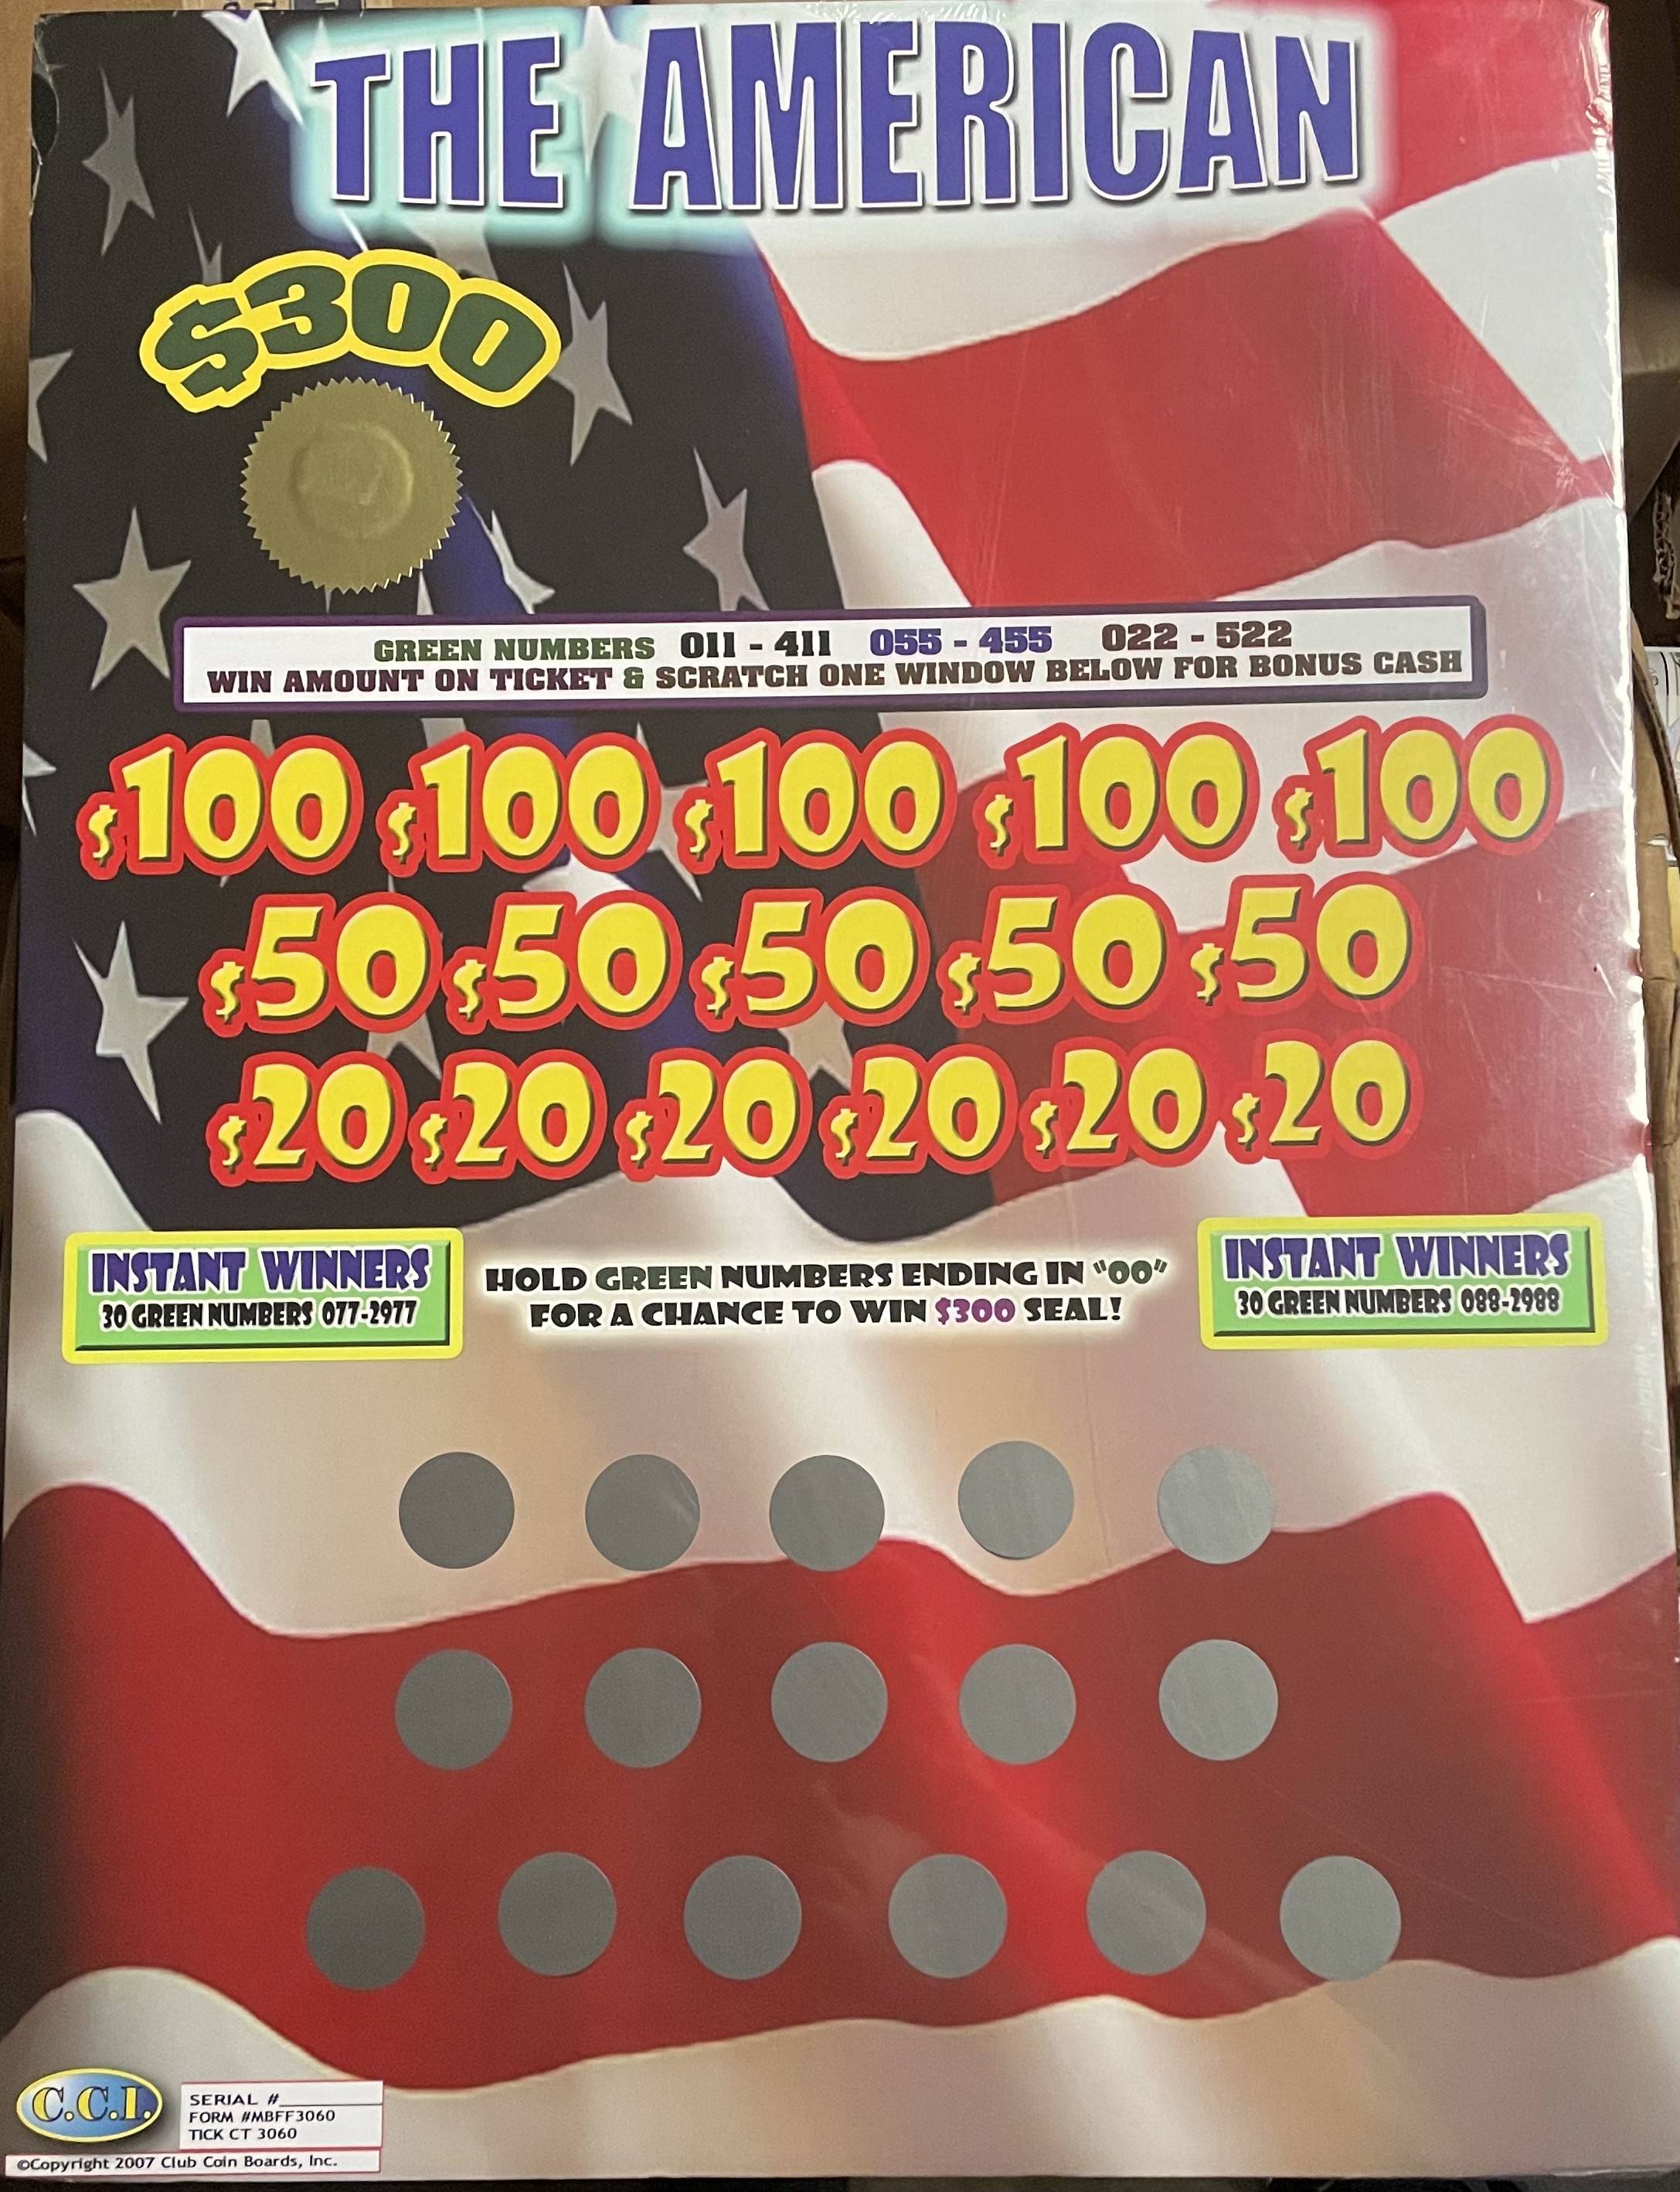 THE AMERICAN
$300
GREEN NUMBERS 011 - 411 055 - 455 022 - 522
WIN AMOUNT ON TICKET & SCRATCH ONE WINDOW BELOW FOR BONUS CASH
$100 $100 $100 $100 $100
$50 $50 $50 $50 $50
$20 $20 $20 $20 $20 $20
INSTANT WINNERS
30 GREEN NUMBERS 077-2977
HOLD GREEN NUMBERS ENDING IN "00"
FOR A CHANCE TO WIN $300 SEAL!
INSTANT WINNERS
30 GREEN NUMBERS 088-2988
C.C.I.
SERIAL #
FORM #MBFF3060
TICK CT 3060
©Copyright 2007 Club Coin Boards, Inc.